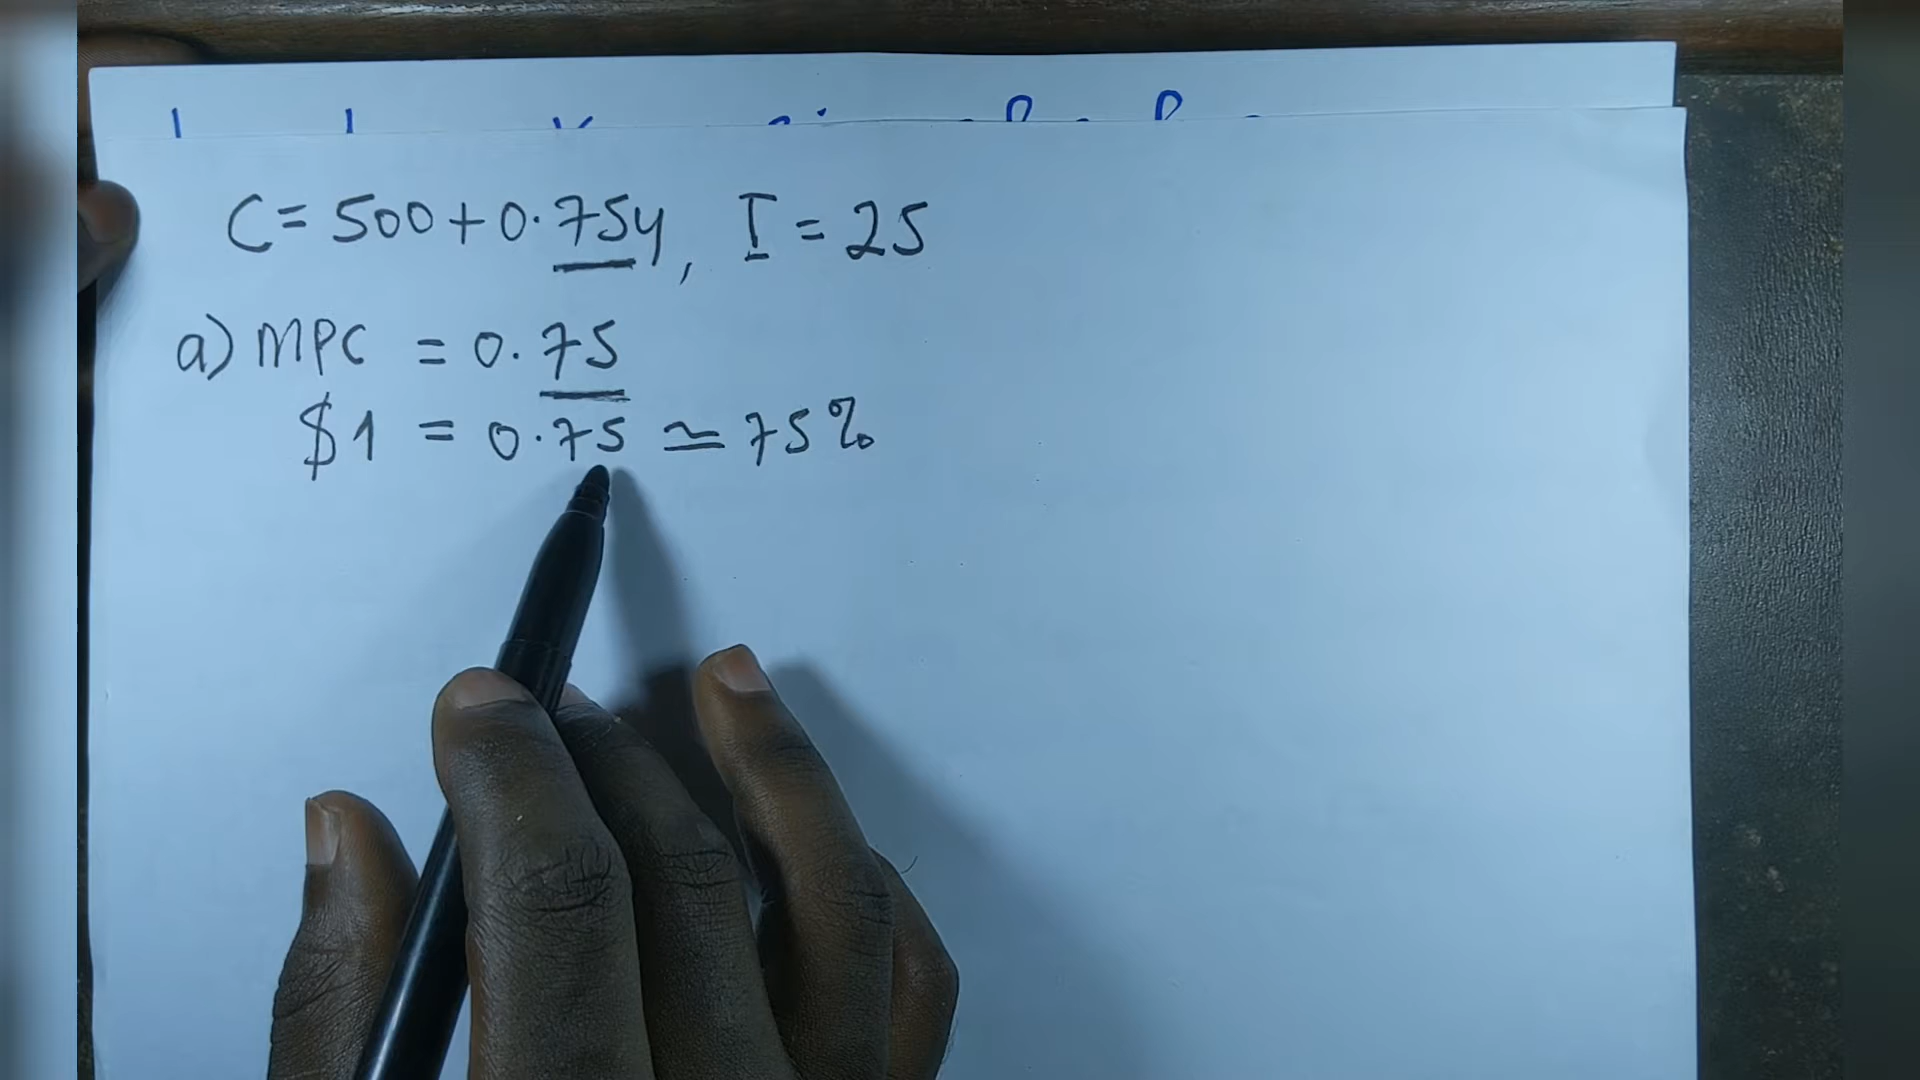 C = 500 + 0.75y, I = 25
a) MPC = 0.75
$1 = 0.75 ≃ 75%